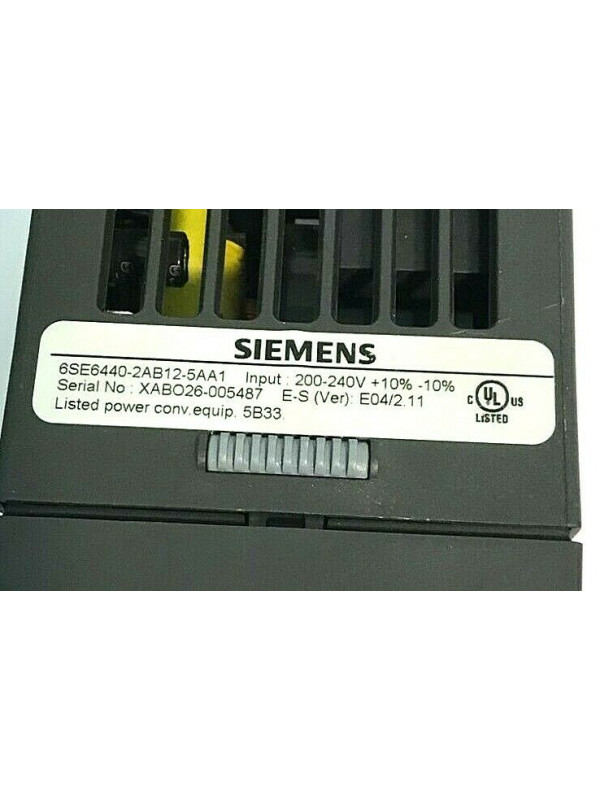 SIEMENS
6SE6440-2AB12-5AA1 Input : 200-240V +10% -10%
Serial No : XABO26-005487 E-S (Ver): E04/2.11
Listed power conv.equip. 5B33
C UL US
LISTED